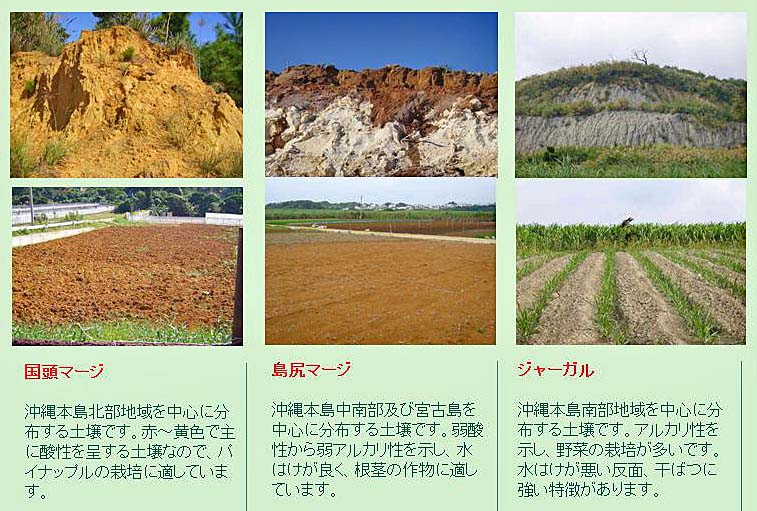 国頭マージ
沖縄本島北部地域を中心に分
布する土壌です。赤～黄色で主
に酸性を呈する土壌なので、パ
イナップルの栽培に適していま
す。
島尻マージ
沖縄本島中南部及び宮古島を
中心に分布する土壌です。弱酸
性から弱アルカリ性を示し、水
はけが良く、根茎の作物に適し
ています。
ジャーガル
沖縄本島南部地域を中心に分
布する土壌です。アルカリ性を
示し、野菜の栽培が多いです。
水はけが悪い反面、干ばつに
強い特徴があります。